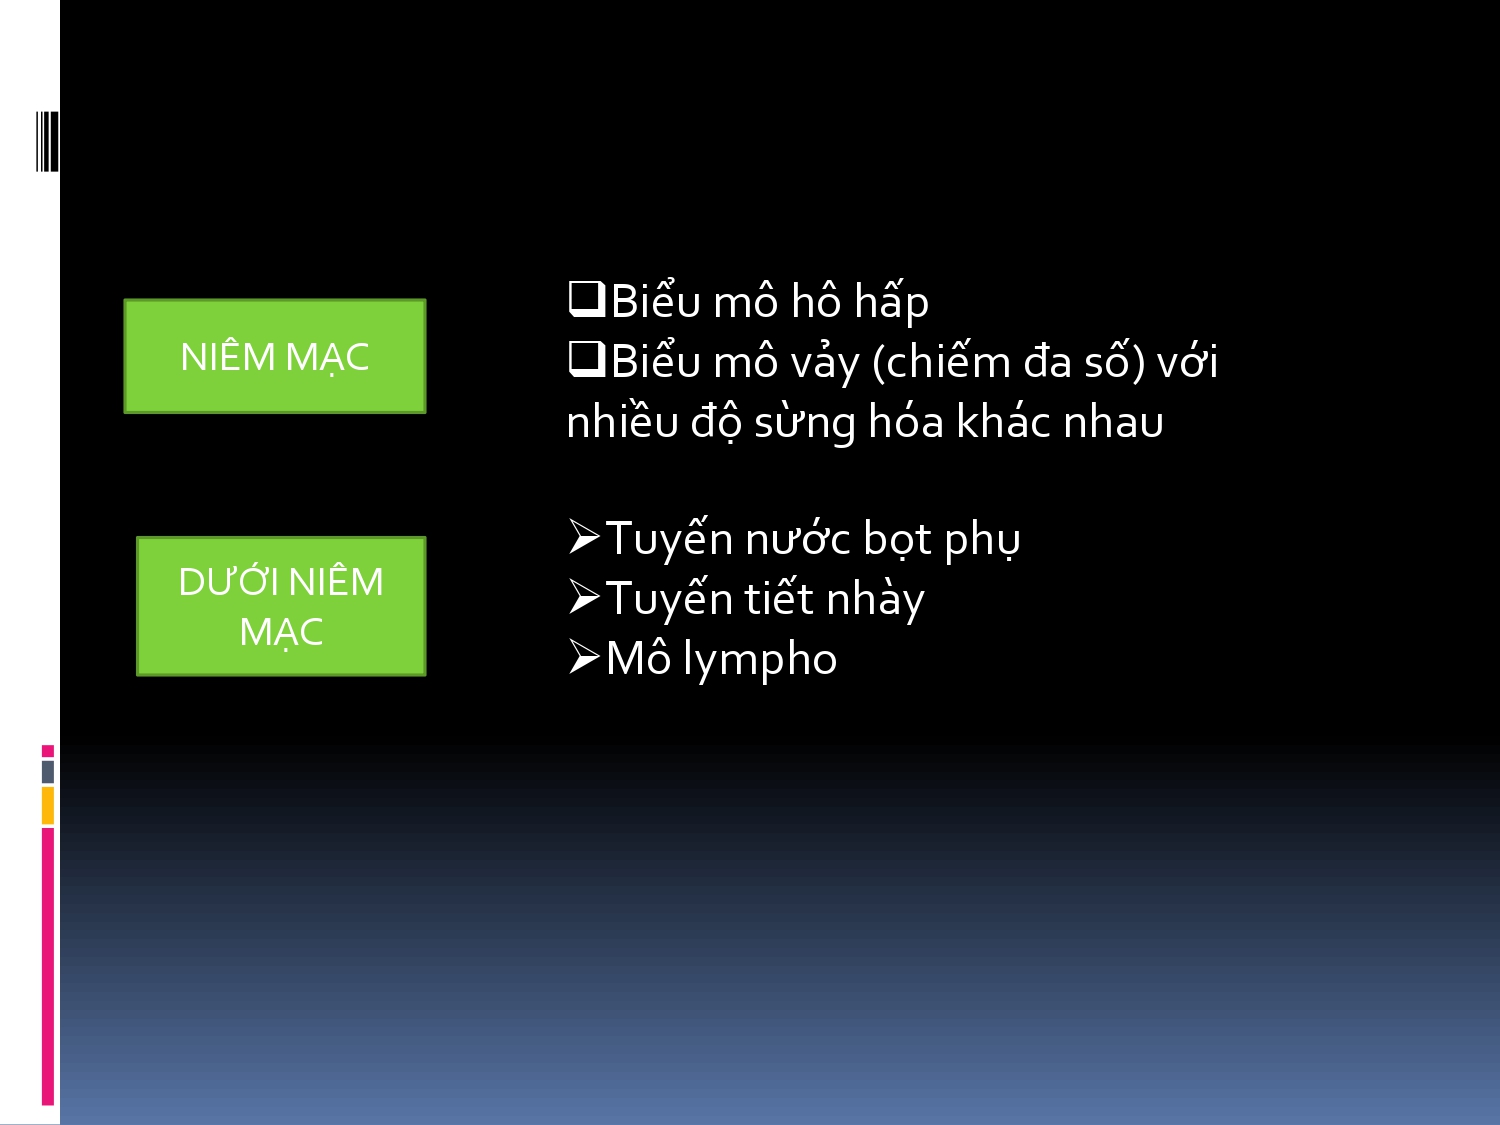 NIÊM MẠC
❑Biểu mô hô hấp
❑Biểu mô vảy (chiếm đa số) với
nhiều độ sừng hóa khác nhau
DƯỚI NIÊM
MẠC
➢Tuyến nước bọt phụ
➢Tuyến tiết nhày
➢Mô lympho